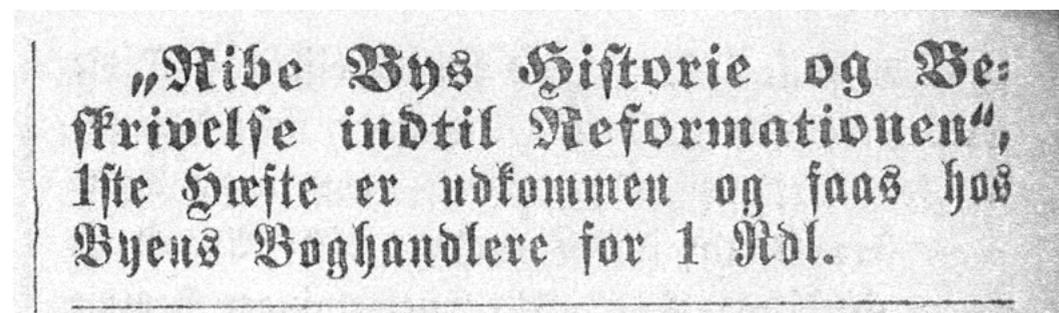 „Ribe Bys Historie og Be-
skrivelse indtil Reformationen“,
1ste Hæfte er udkommen og faas hos
Byens Boghandlere for 1 Rdl.